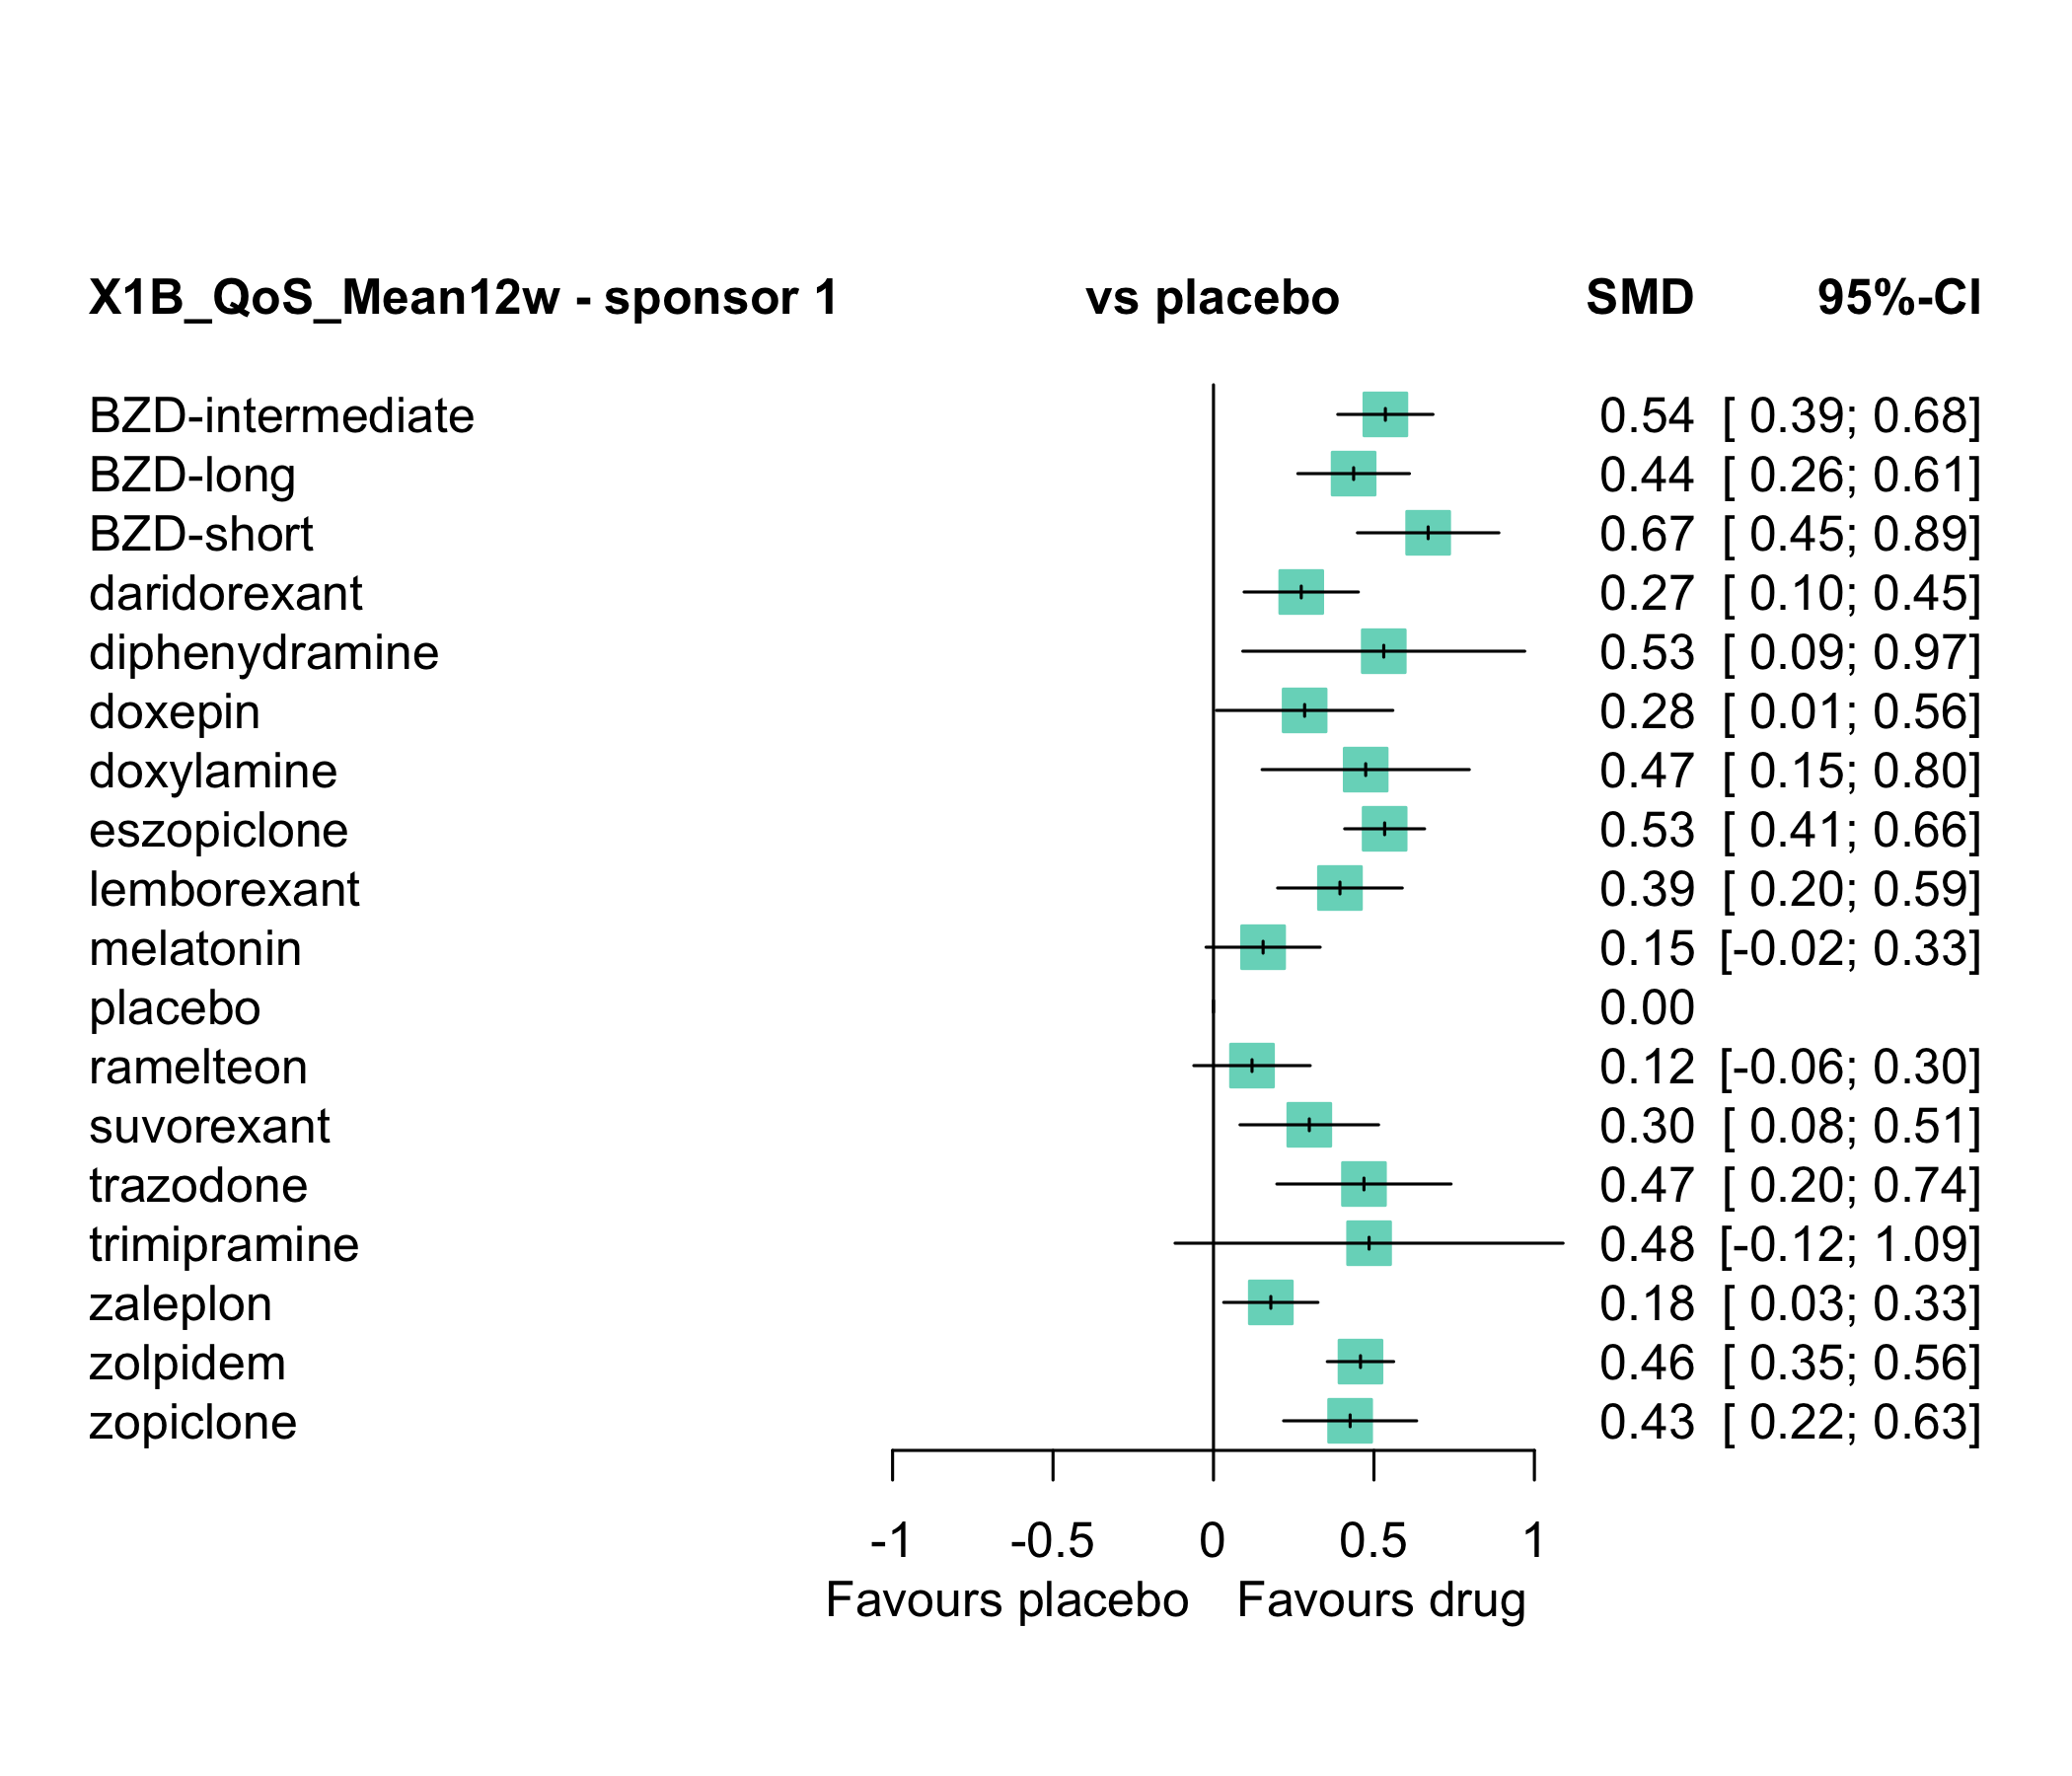 X1B_QoS_Mean12w - sponsor 1 vs placebo SMD 95%-CI
BZD-intermediate 0.54 [ 0.39; 0.68]
BZD-long 0.44 [ 0.26; 0.61]
BZD-short 0.67 [ 0.45; 0.89]
daridorexant 0.27 [ 0.10; 0.45]
diphenydramine 0.53 [ 0.09; 0.97]
doxepin 0.28 [ 0.01; 0.56]
doxylamine 0.47 [ 0.15; 0.80]
eszopiclone 0.53 [ 0.41; 0.66]
lemborexant 0.39 [ 0.20; 0.59]
melatonin 0.15 [-0.02; 0.33]
placebo 0.00
ramelteon 0.12 [-0.06; 0.30]
suvorexant 0.30 [ 0.08; 0.51]
trazodone 0.47 [ 0.20; 0.74]
trimipramine 0.48 [-0.12; 1.09]
zaleplon 0.18 [ 0.03; 0.33]
zolpidem 0.46 [ 0.35; 0.56]
zopiclone 0.43 [ 0.22; 0.63]
-1 -0.5 0 0.5 1
Favours placebo Favours drug